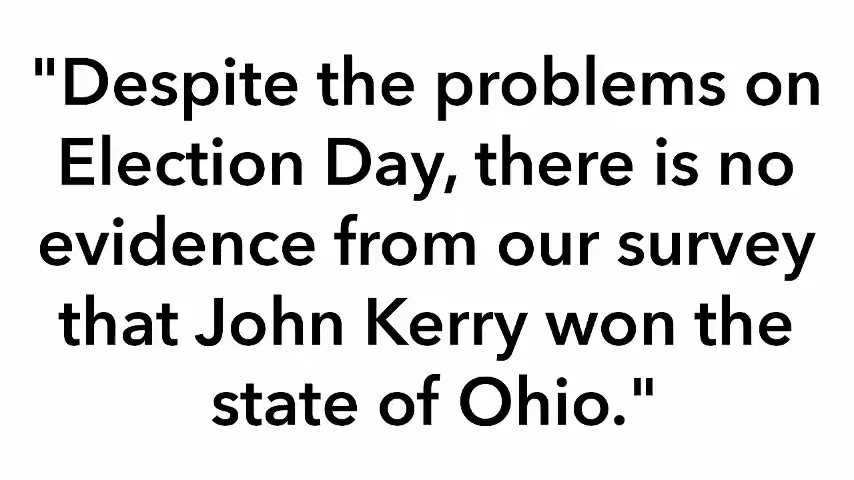 "Despite the problems on
Election Day, there is no
evidence from our survey
that John Kerry won the
state of Ohio."